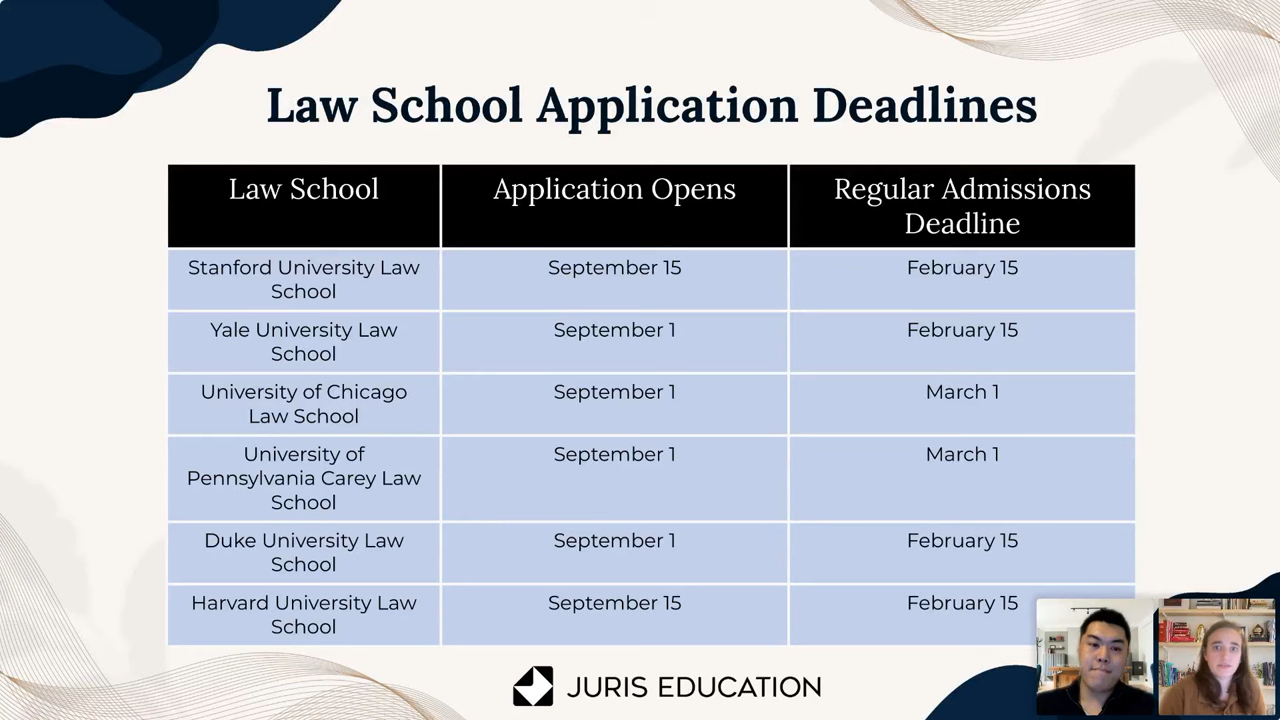 Law School Application Deadlines
Law School
Application Opens
Regular Admissions
Deadline
Stanford University Law
School
September 15
February 15
Yale University Law
School
September 1
February 15
University of Chicago
Law School
September 1
March 1
University of
Pennsylvania Carey Law
School
September 1
March 1
Duke University Law
School
September 1
February 15
Harvard University Law
School
September 15
February 15
JURIS EDUCATION